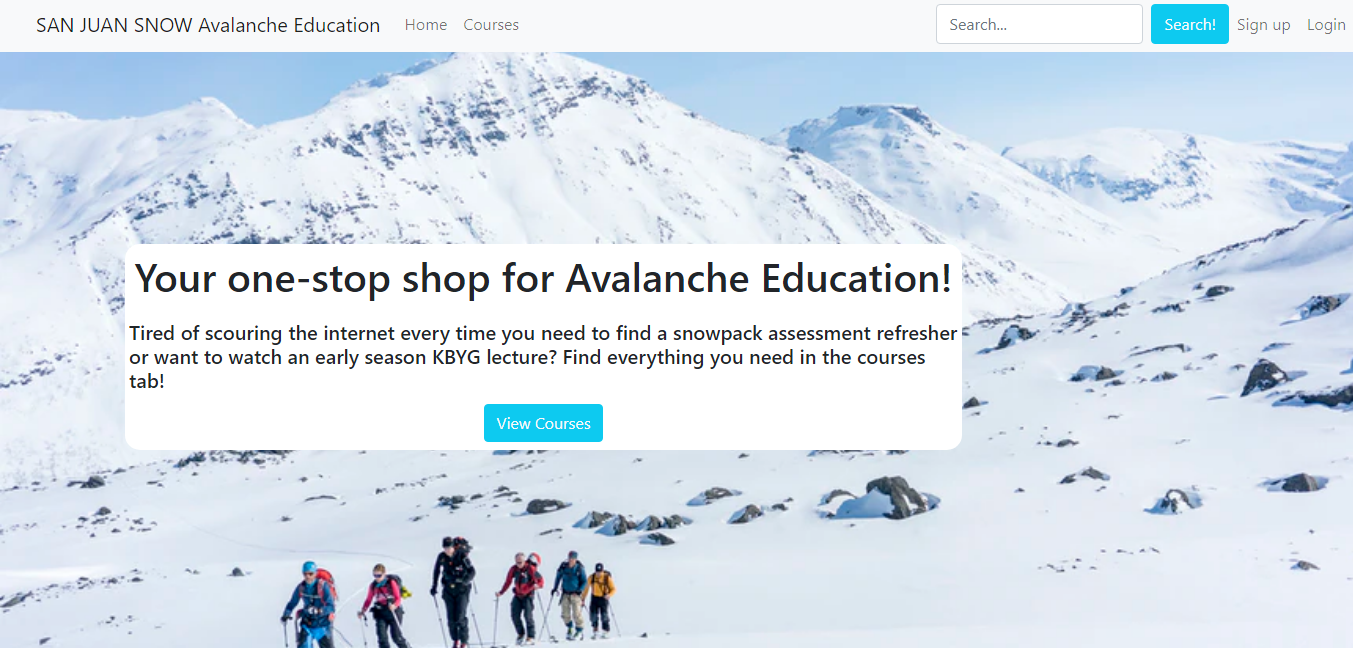 SAN JUAN SNOW Avalanche Education Home Courses Search... Search! Sign up Login
Your one-stop shop for Avalanche Education!
Tired of scouring the internet every time you need to find a snowpack assessment refresher
or want to watch an early season KBYG lecture? Find everything you need in the courses
tab!
View Courses